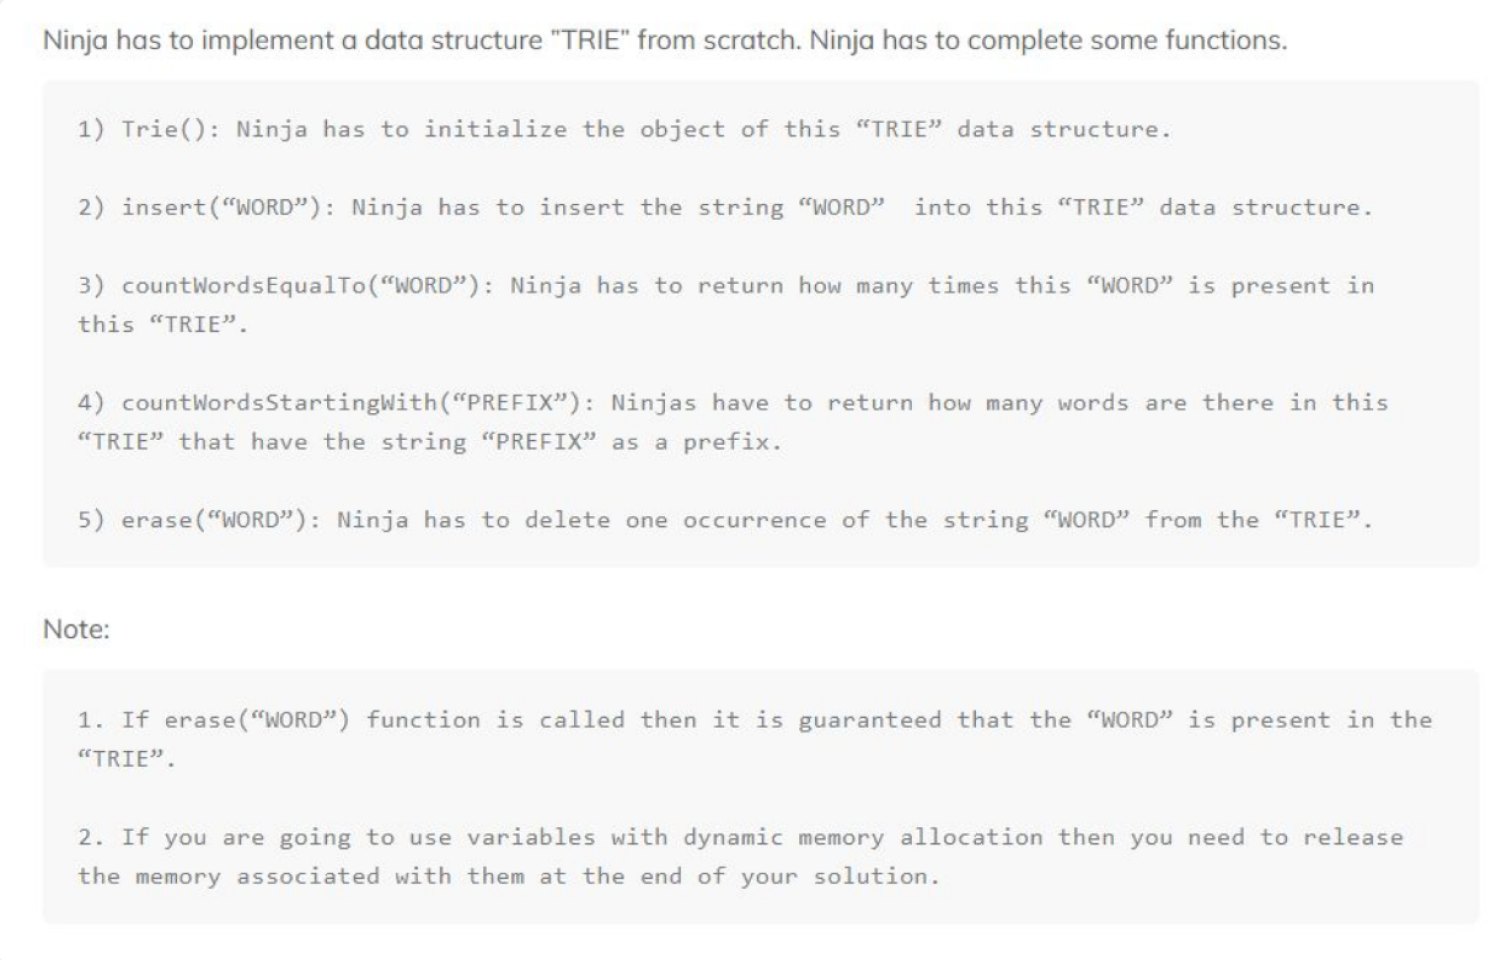 Ninja has to implement a data structure "TRIE" from scratch. Ninja has to complete some functions.
1) Trie(): Ninja has to initialize the object of this “TRIE” data structure.
2) insert(“WORD”): Ninja has to insert the string “WORD”  into this “TRIE” data structure.
3) countWordsEqualTo(“WORD”): Ninja has to return how many times this “WORD” is present in
this “TRIE”.
4) countWordsStartingWith(“PREFIX”): Ninjas have to return how many words are there in this
“TRIE” that have the string “PREFIX” as a prefix.
5) erase(“WORD”): Ninja has to delete one occurrence of the string “WORD” from the “TRIE”.
Note:
1. If erase(“WORD”) function is called then it is guaranteed that the “WORD” is present in the
“TRIE”.
2. If you are going to use variables with dynamic memory allocation then you need to release
the memory associated with them at the end of your solution.